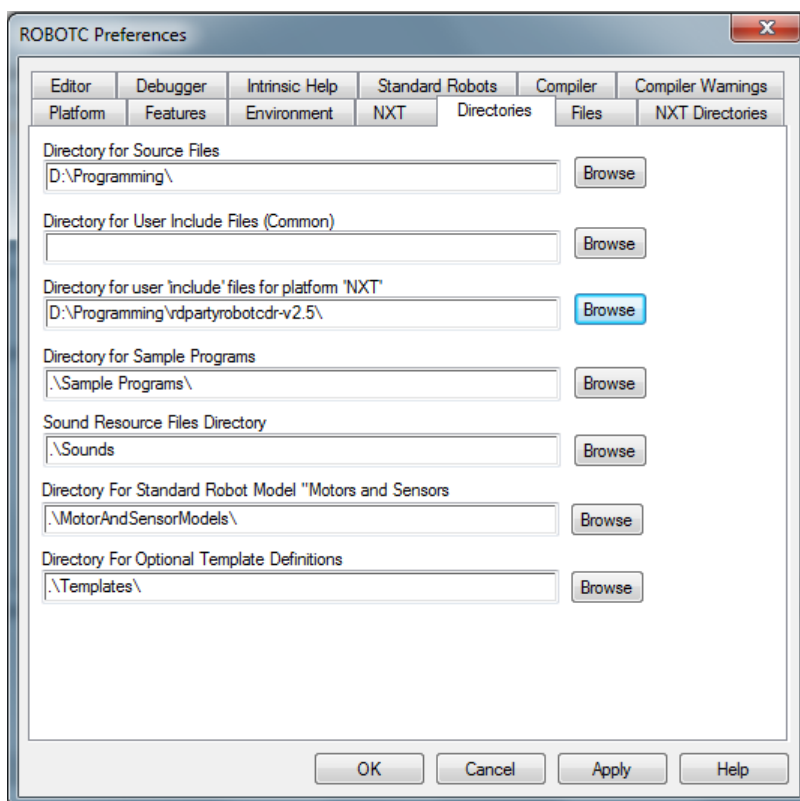 ROBOTC Preferences
Editor Debugger Intrinsic Help Standard Robots Compiler Compiler Warnings
Platform Features Environment NXT Directories Files NXT Directories
Directory for Source Files
D:\Programming\ Browse
Directory for User Include Files (Common)
Browse
Directory for user 'include' files for platform 'NXT'
D:\Programming\rdpartyrobotcdr-v2.5\ Browse
Directory for Sample Programs
.\Sample Programs\ Browse
Sound Resource Files Directory
.\Sounds Browse
Directory For Standard Robot Model "Motors and Sensors
.\MotorAndSensorModels\ Browse
Directory For Optional Template Definitions
.\Templates\ Browse
OK Cancel Apply Help